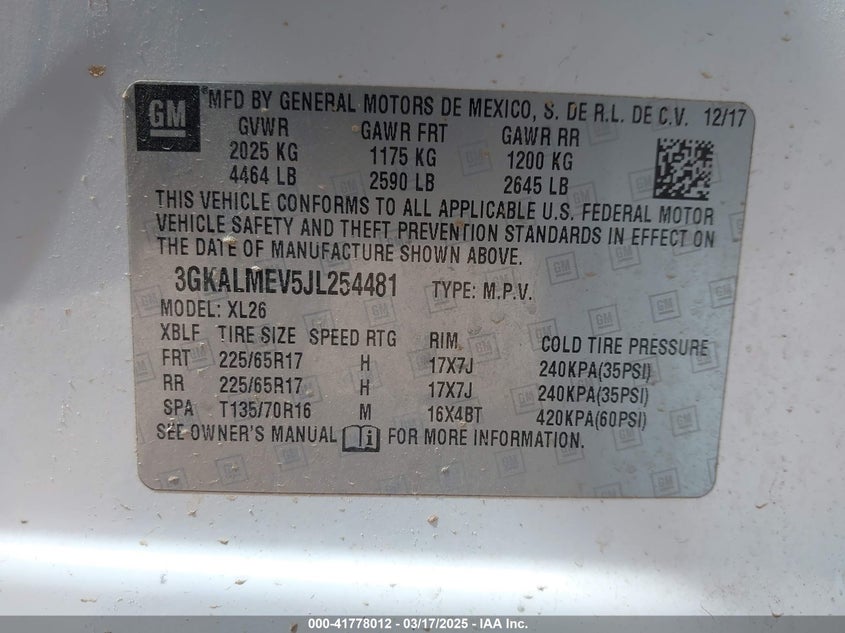 GM ® MFD BY GENERAL MOTORS DE MEXICO, S. DE R.L. DE C.V. 12/17
GVWR GAWR FRT GAWR RR
2025 KG 1175 KG 1200 KG
4464 LB 2590 LB 2645 LB
THIS VEHICLE CONFORMS TO ALL APPLICABLE U.S. FEDERAL MOTOR
VEHICLE SAFETY AND THEFT PREVENTION STANDARDS IN EFFECT ON
THE DATE OF MANUFACTURE SHOWN ABOVE.
3GKALMEV5JL254481 TYPE: M.P.V.
MODEL: XL26
XBLF TIRE SIZE SPEED RTG RIM COLD TIRE PRESSURE
FRT 225/65R17 H 17X7J 240KPA(35PSI)
RR 225/65R17 H 17X7J 240KPA(35PSI)
SPA T135/70R16 M 16X4BT 420KPA(60PSI)
SEE OWNER'S MANUAL i FOR MORE INFORMATION.
000-41778012 - 03/17/2025 - IAA Inc.